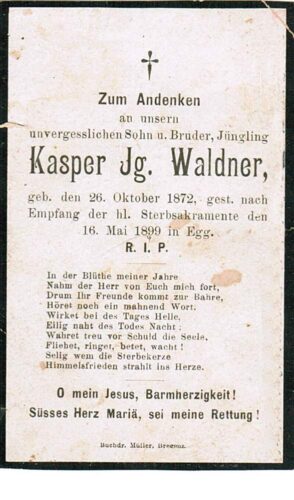 Zum Andenken
an unsern
unvergesslichen Sohn u. Bruder, Jüngling
Kasper Jg. Waldner,
geb. den 26. Oktober 1872, gest. nach
Empfang der hl. Sterbsakramente den
16. Mai 1899 in Egg.
R. I. P.
In der Blüthe meiner Jahre
Nahm der Herr von Euch mich fort,
Drum Ihr Freunde kommt zur Bahre,
Höret noch ein mahnend Wort.
Wirket bei des Tages Helle,
Eilig naht des Todes Nacht;
Wahret treu vor Schuld die Seele,
Fliehet, ringet, betet, wacht!
Selig wem die Sterbekerze
Himmelsfrieden strahlt ins Herze.
O mein Jesus, Barmherzigkeit!
Süsses Herz Mariä, sei meine Rettung!
Buchdr. Müller, Bregenz.